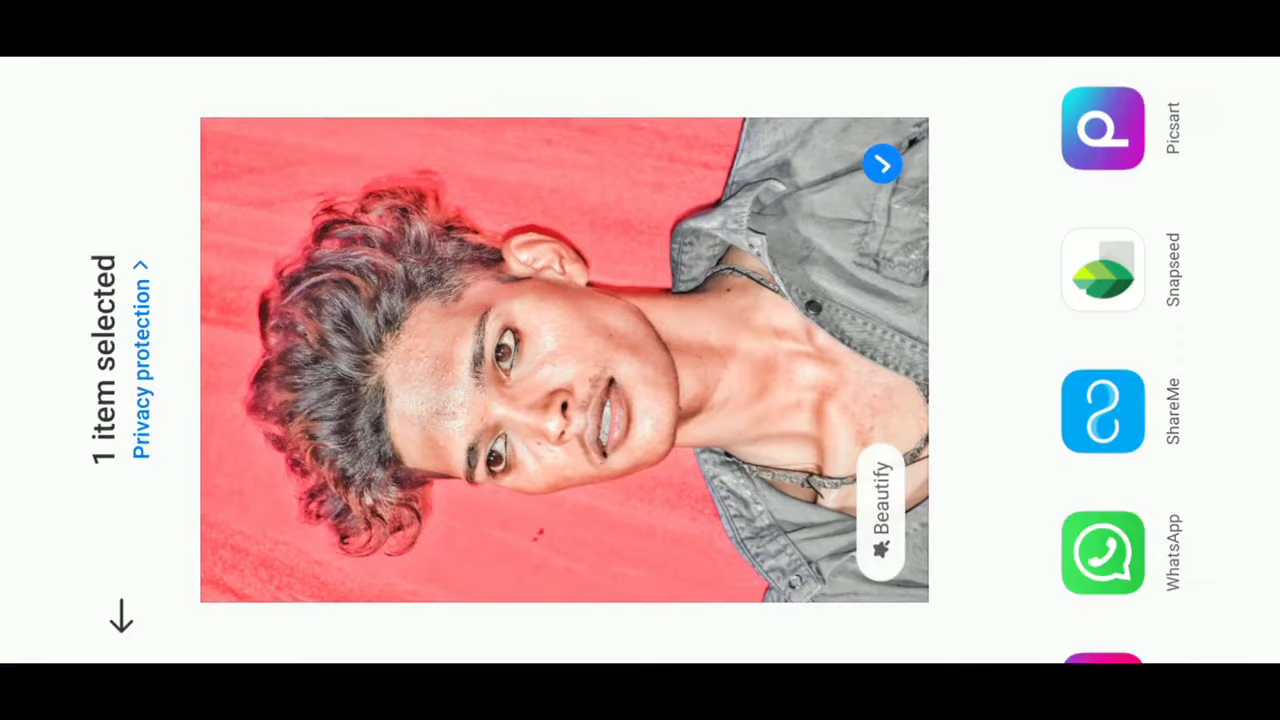 1 item selected
Privacy protection >
Beautify
WhatsApp
ShareMe
Snapseed
Picsart